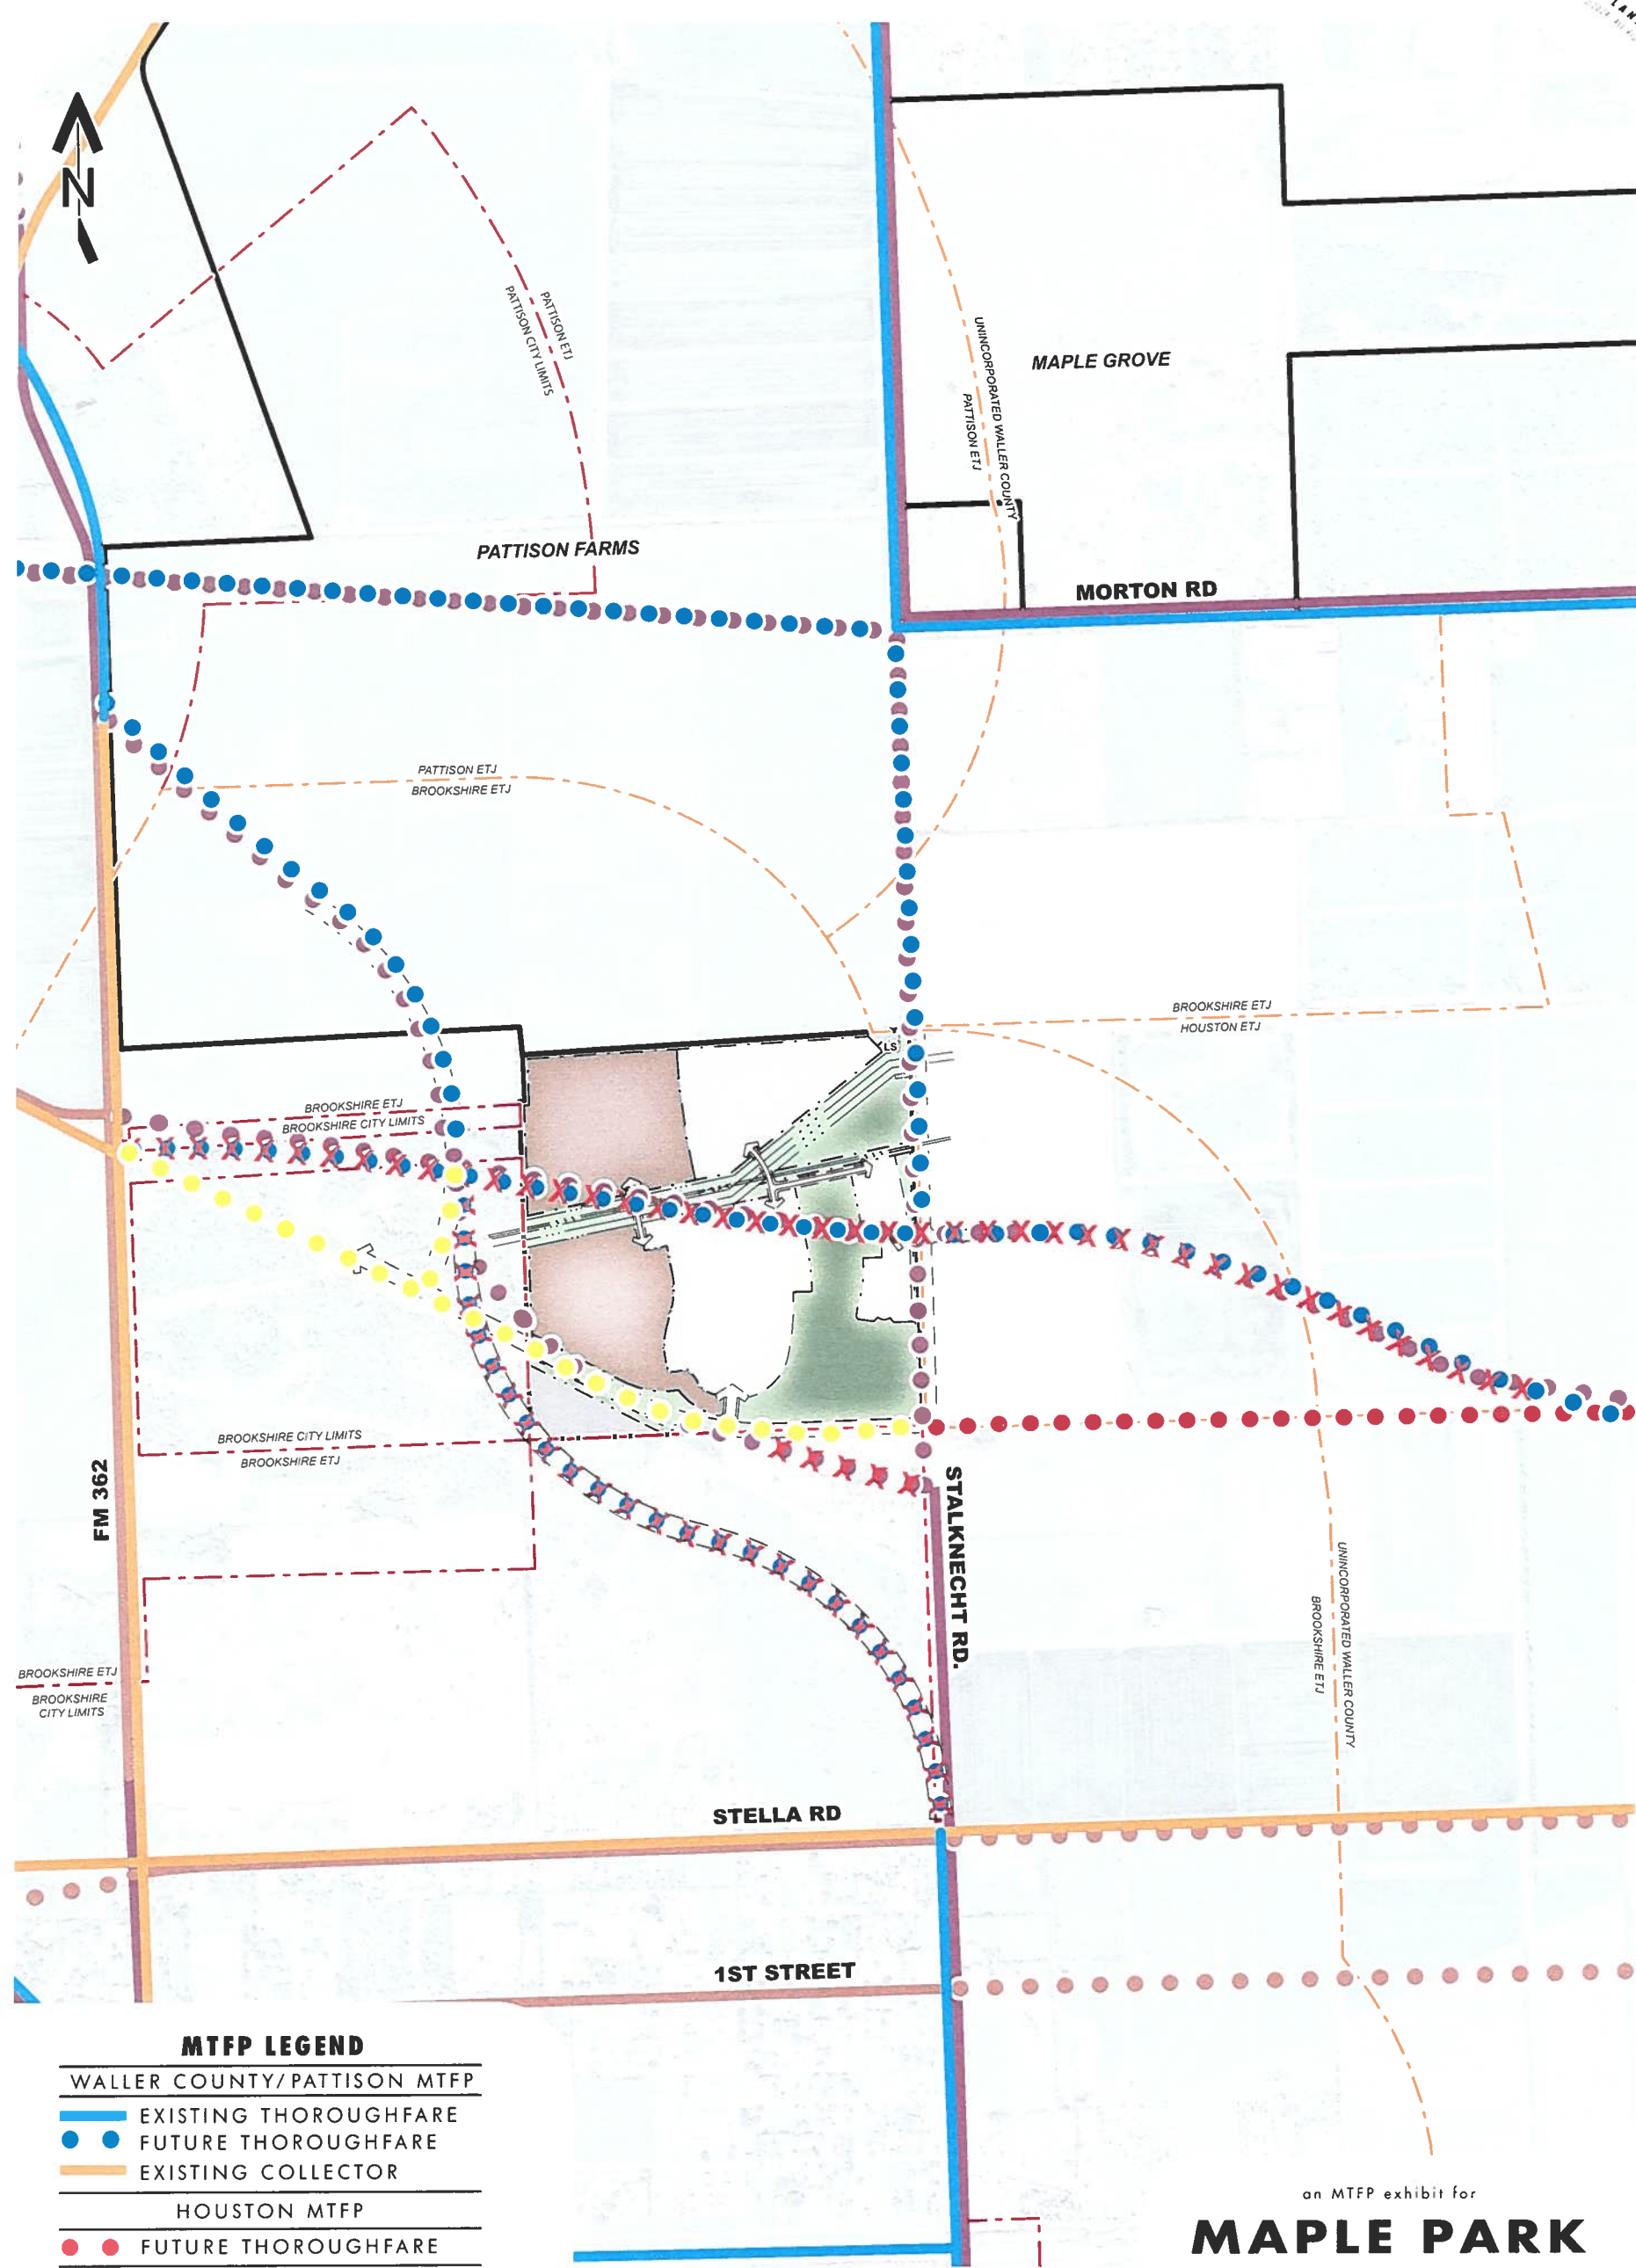 N
PATTISON ETJ
PATTISON CITY LIMITS
UNINCORPORATED WALLER COUNTY
PATTISON ETJ
MAPLE GROVE
PATTISON FARMS
MORTON RD
PATTISON ETJ
BROOKSHIRE ETJ
BROOKSHIRE ETJ
HOUSTON ETJ
LS
BROOKSHIRE ETJ
BROOKSHIRE CITY LIMITS
BROOKSHIRE CITY LIMITS
BROOKSHIRE ETJ
FM 362
STALKNECHT RD.
UNINCORPORATED WALLER COUNTY
BROOKSHIRE ETJ
BROOKSHIRE ETJ
BROOKSHIRE
CITY LIMITS
STELLA RD
1ST STREET
MTFP LEGEND
WALLER COUNTY/PATTISON MTFP
EXISTING THOROUGHFARE
FUTURE THOROUGHFARE
EXISTING COLLECTOR
HOUSTON MTFP
FUTURE THOROUGHFARE
an MTFP exhibit for
MAPLE PARK